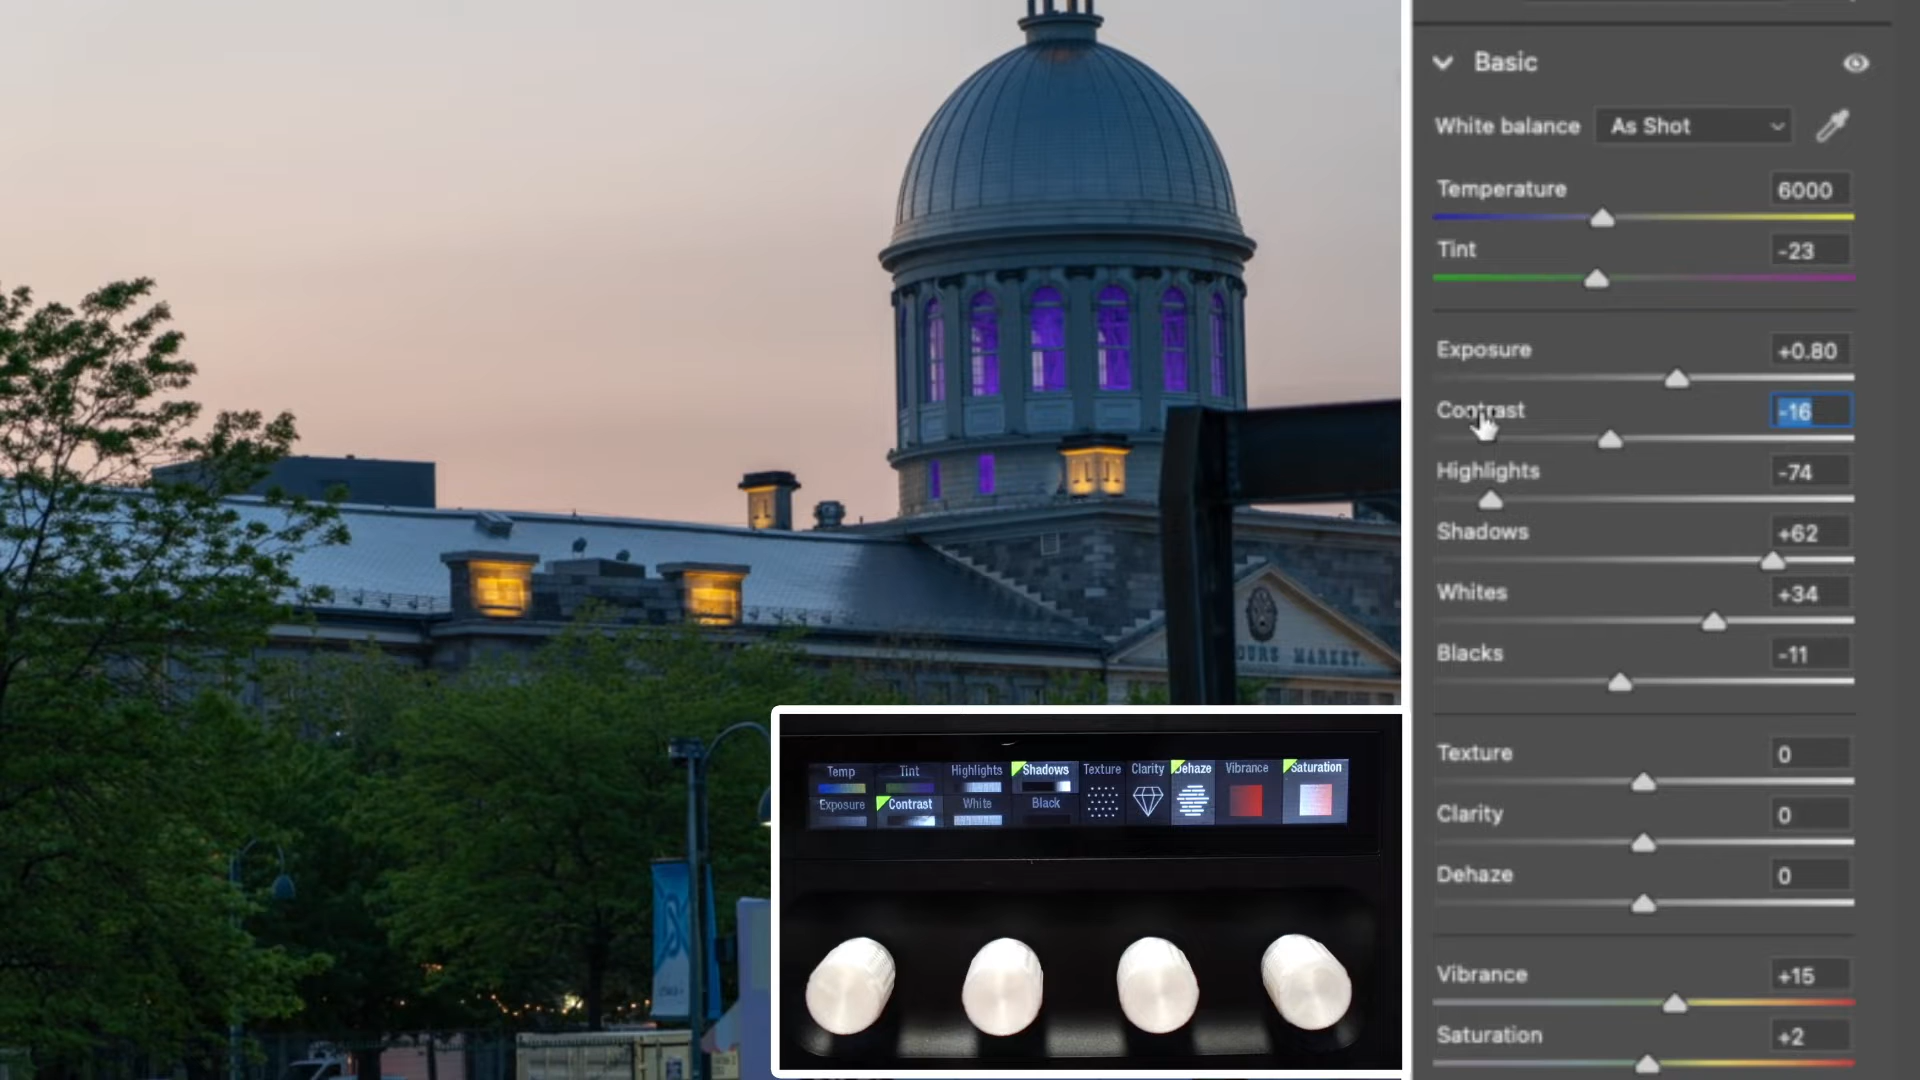 Basic
White balance As Shot
Temperature 6000
Tint -23
Exposure +0.80
Contrast -16
Highlights -74
Shadows +62
Whites +34
Blacks -11
Texture 0
Clarity 0
Dehaze 0
Vibrance +15
Saturation +2
OURS MARKET
Temp Tint Highlights Shadows Texture Clarity Dehaze Vibrance Saturation
Exposure Contrast White Black